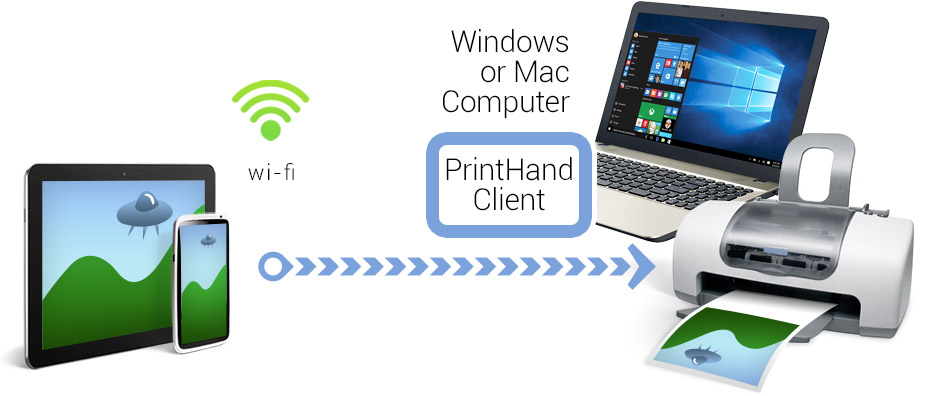 Windows
or Mac
Computer
wi-fi
PrintHand
Client